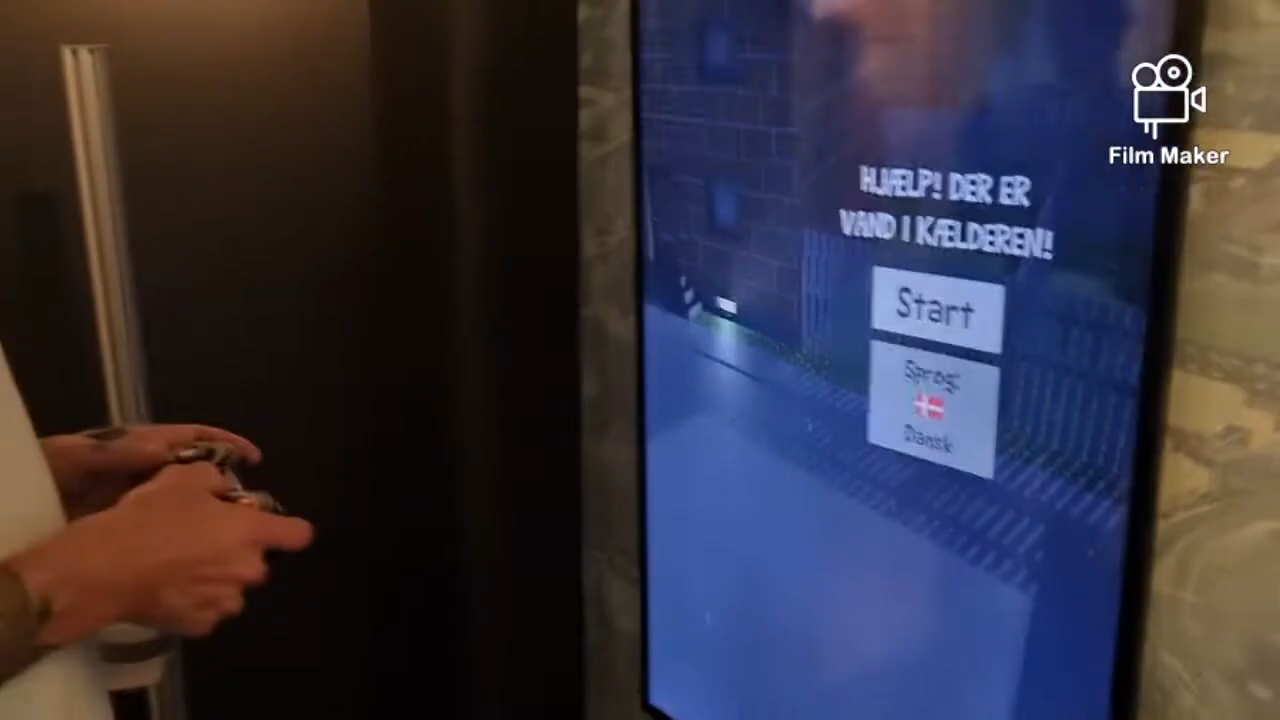 Film Maker
HJÆLP! DER ER
VAND I KÆLDEREN!
Start
Sprog:
Dansk